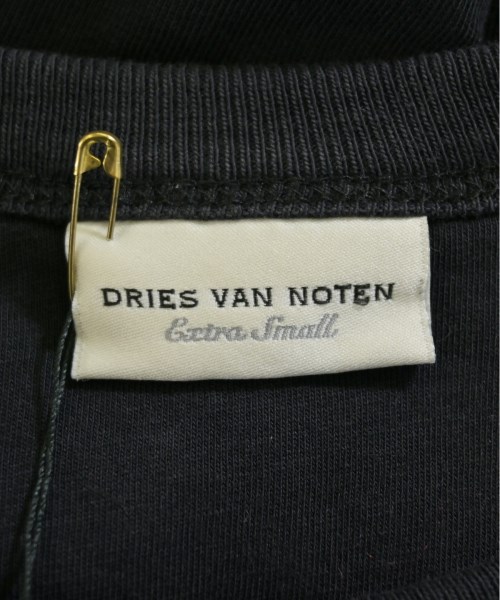 DRIES VAN NOTEN
Extra Small